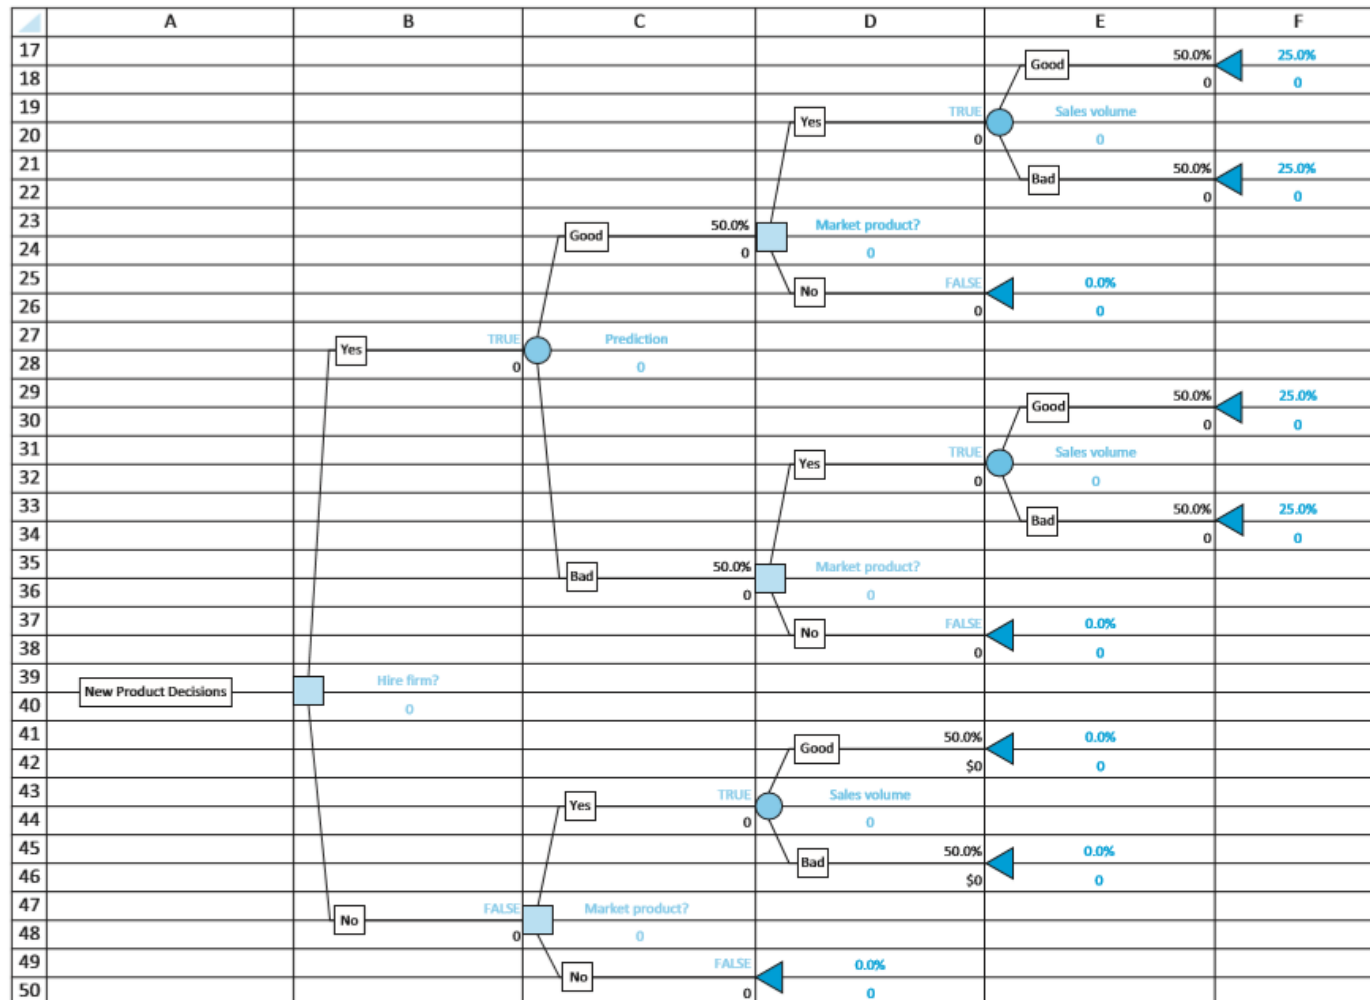 A B C D E F
17 50.0% 25.0%
Good
18 0 0
19 TRUE Sales volume
Yes
20 0 0
21 50.0% 25.0%
Bad
22 0 0
23 50.0% Market product?
Good
24 0 0
25 FALSE 0.0%
No
26 0 0
27 TRUE Prediction
Yes
28 0 0
29 50.0% 25.0%
Good
30 0 0
31 TRUE Sales volume
Yes
32 0 0
33 50.0% 25.0%
Bad
34 0 0
35 50.0% Market product?
Bad
36 0 0
37 FALSE 0.0%
No
38 0 0
39 Hire firm?
New Product Decisions
40 0
41 50.0% 0.0%
Good
42 $0 0
43 TRUE Sales volume
Yes
44 0 0
45 50.0% 0.0%
Bad
46 $0 0
47 FALSE Market product?
No
48 0 0
49 FALSE 0.0%
No
50 0 0